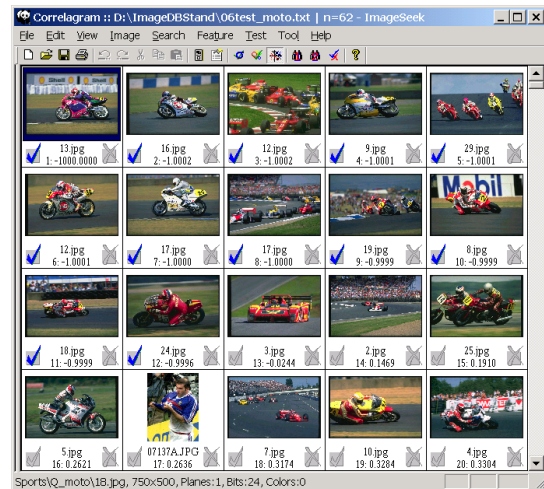 Correlagram :: D:\ImageDBStand\06test_moto.txt | n=62 - ImageSeek
File Edit View Image Search Feature Test Tool Help
Shell Shell
13.jpg 16.jpg 12.jpg 9.jpg 29.jpg
1: -1000.0000 2: -1.0002 3: -1.0002 4: -1.0001 5: -1.0001
Mobil
12.jpg 17.jpg 17.jpg 19.jpg 8.jpg
6: -1.0001 7: -1.0000 8: -1.0000 9: -0.9999 10: -0.9999
18.jpg 24.jpg 3.jpg 2.jpg 25.jpg
11: -0.9999 12: -0.9996 13: -0.0244 14: 0.1469 15: 0.1910
5.jpg 07137A.JPG 7.jpg 10.jpg 4.jpg
16: 0.2621 17: 0.2636 18: 0.3174 19: 0.3284 20: 0.3304
Sports\Q_moto\18.jpg, 750x500, Planes:1, Bits:24, Colors:0